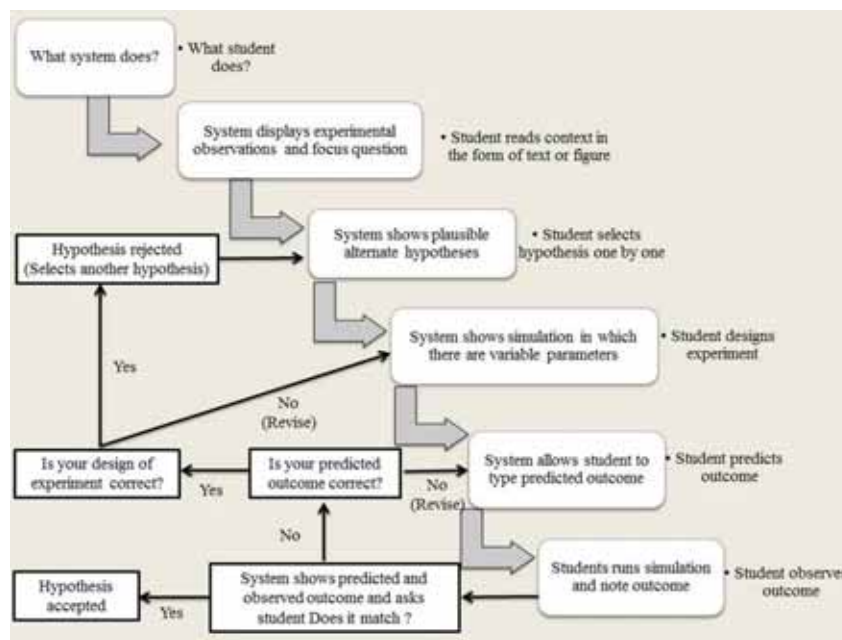 What system does?
• What student
does?
System displays experimental
observations and focus question
• Student reads context in
the form of text or figure
System shows plausible
alternate hypotheses
• Student selects
hypothesis one by one
Hypothesis rejected
(Selects another hypothesis)
System shows simulation in which
there are variable parameters
• Student designs
experiment
Yes
No
(Revise)
Is your design of
experiment correct?
Yes
Is your predicted
outcome correct?
No
(Revise)
System allows student to
type predicted outcome
• Student predicts
outcome
No
Students runs simulation
and note outcome
• Student observe
outcome
System shows predicted and
observed outcome and asks
student Does it match ?
Yes
Hypothesis
accepted